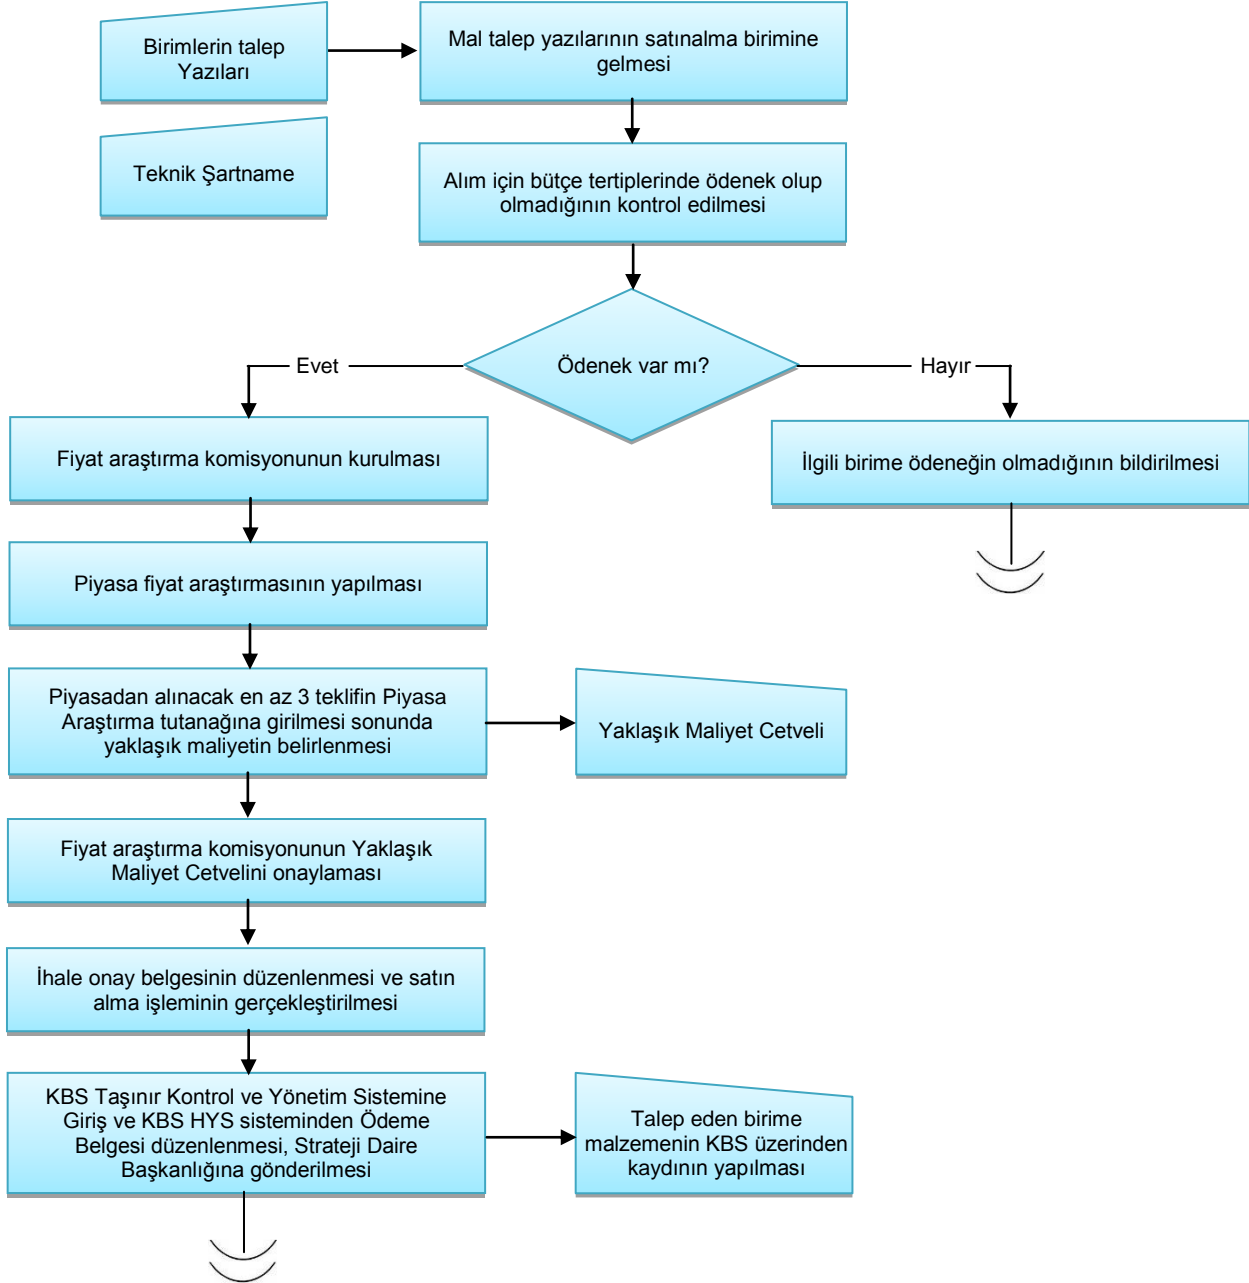 Birimlerin talep
Yazıları
Mal talep yazılarının satınalma birimine
gelmesi
Teknik Şartname
Alım için bütçe tertiplerinde ödenek olup
olmadığının kontrol edilmesi
Ödenek var mı?
Evet
Hayır
Fiyat araştırma komisyonunun kurulması
İlgili birime ödeneğin olmadığının bildirilmesi
Piyasa fiyat araştırmasının yapılması
Piyasadan alınacak en az 3 teklifin Piyasa
Araştırma tutanağına girilmesi sonunda
yaklaşık maliyetin belirlenmesi
Yaklaşık Maliyet Cetveli
Fiyat araştırma komisyonunun Yaklaşık
Maliyet Cetvelini onaylaması
İhale onay belgesinin düzenlenmesi ve satın
alma işleminin gerçekleştirilmesi
KBS Taşınır Kontrol ve Yönetim Sistemine
Giriş ve KBS HYS sisteminden Ödeme
Belgesi düzenlenmesi, Strateji Daire
Başkanlığına gönderilmesi
Talep eden birime
malzemenin KBS üzerinden
kaydının yapılması